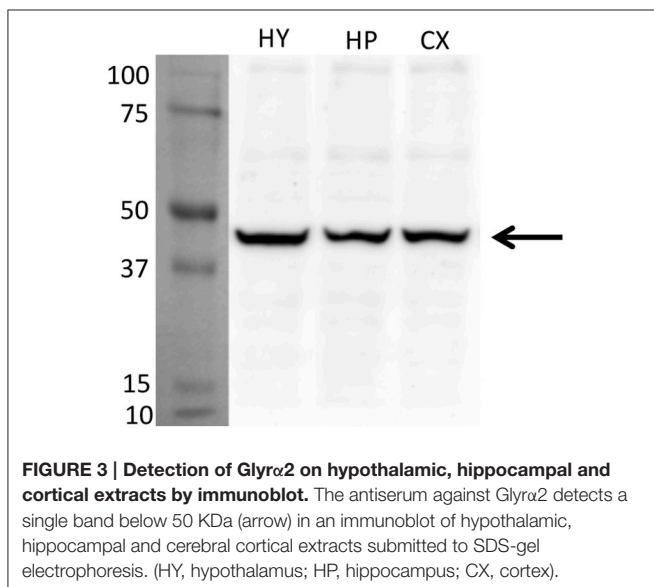 HY HP CX
100
75
50
37
15
10
FIGURE 3 | Detection of Glyrα2 on hypothalamic, hippocampal and
cortical extracts by immunoblot. The antiserum against Glyrα2 detects a
single band below 50 KDa (arrow) in an immunoblot of hypothalamic,
hippocampal and cerebral cortical extracts submitted to SDS-gel
electrophoresis. (HY, hypothalamus; HP, hippocampus; CX, cortex).